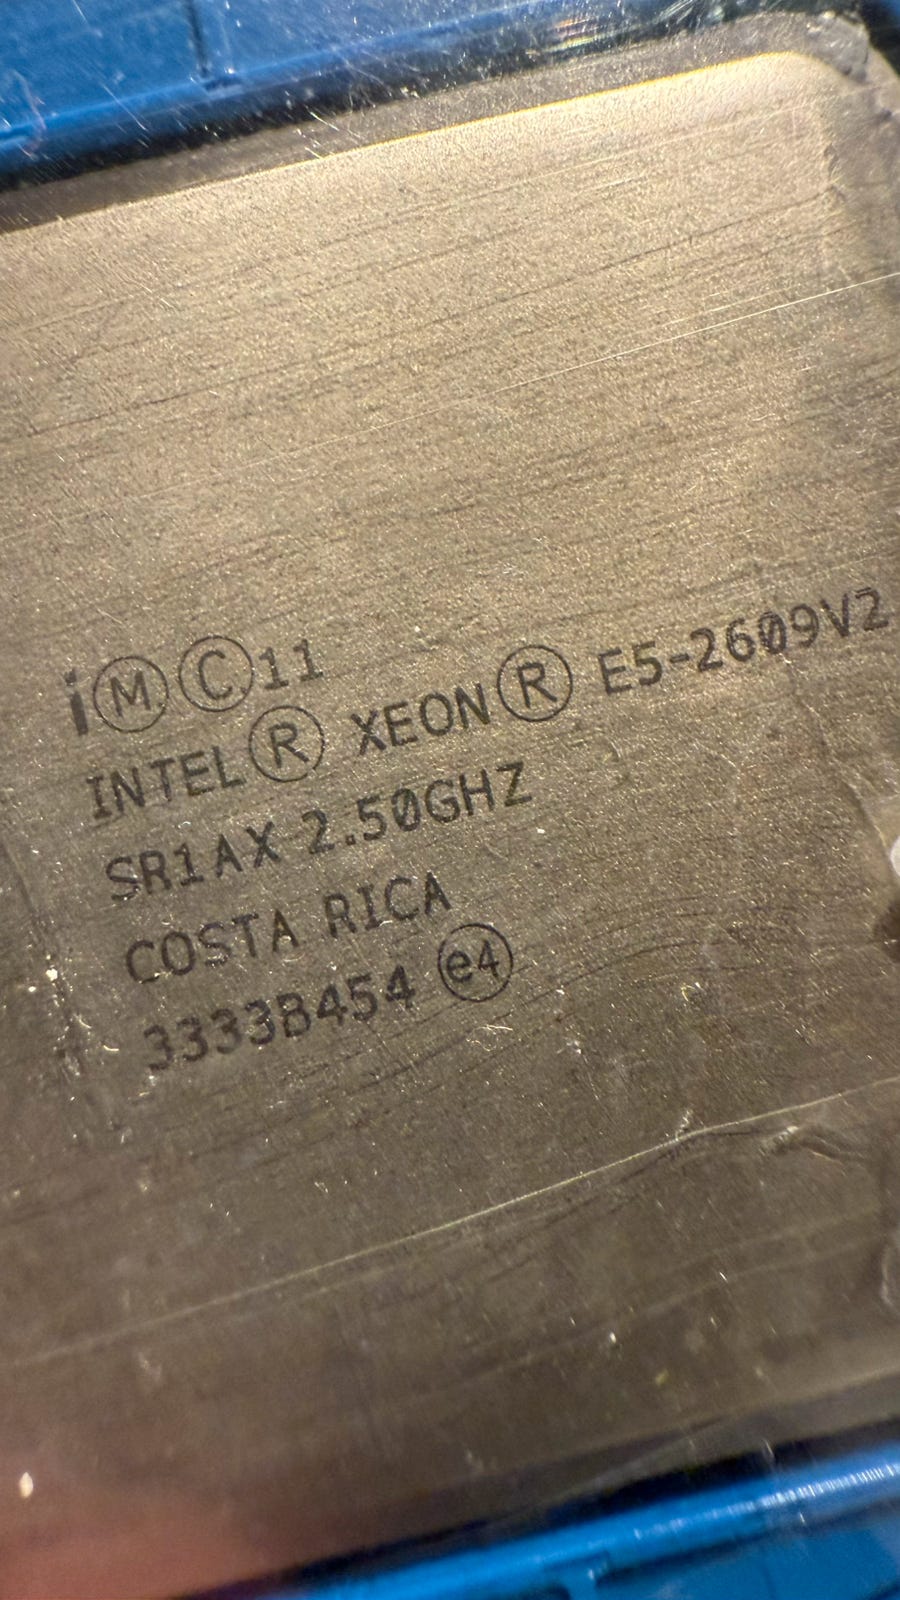 i Ⓜ Ⓒ 11
INTEL® XEON® E5-2609V2
SR1AX 2.50GHZ
COSTA RICA
3333B454 e4